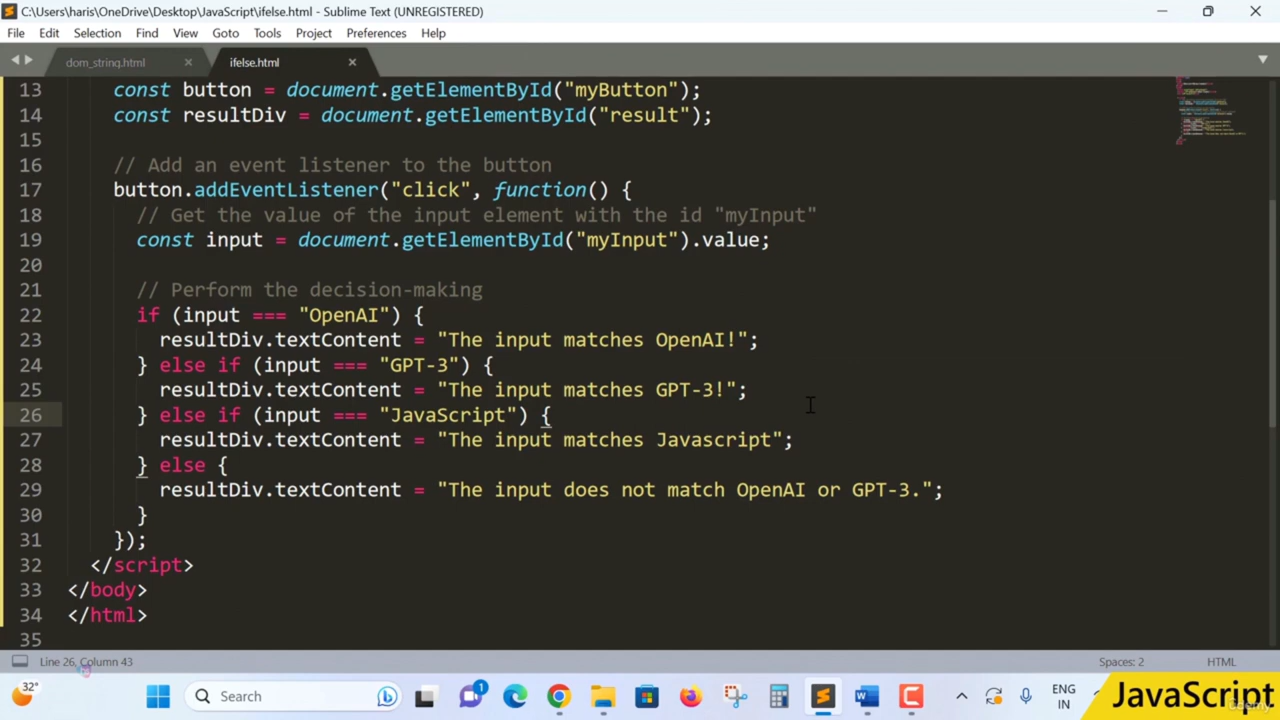 C:\Users\haris\OneDrive\Desktop\JavaScript\ifelse.html - Sublime Text (UNREGISTERED)
File Edit Selection Find View Goto Tools Project Preferences Help
dom_string.html × ifelse.html ×
13 const button = document.getElementById("myButton");
14 const resultDiv = document.getElementById("result");
15
16 // Add an event listener to the button
17 button.addEventListener("click", function() {
18 // Get the value of the input element with the id "myInput"
19 const input = document.getElementById("myInput").value;
20
21 // Perform the decision-making
22 if (input === "OpenAI") {
23 resultDiv.textContent = "The input matches OpenAI!";
24 } else if (input === "GPT-3") {
25 resultDiv.textContent = "The input matches GPT-3!";
26 } else if (input === "JavaScript") {
27 resultDiv.textContent = "The input matches Javascript";
28 } else {
29 resultDiv.textContent = "The input does not match OpenAI or GPT-3.";
30 }
31 });
32 </script>
33 </body>
34 </html>
35
Line 26, Column 43 Spaces: 2 HTML
32° Search 1 ENG IN JavaScript
Udemy